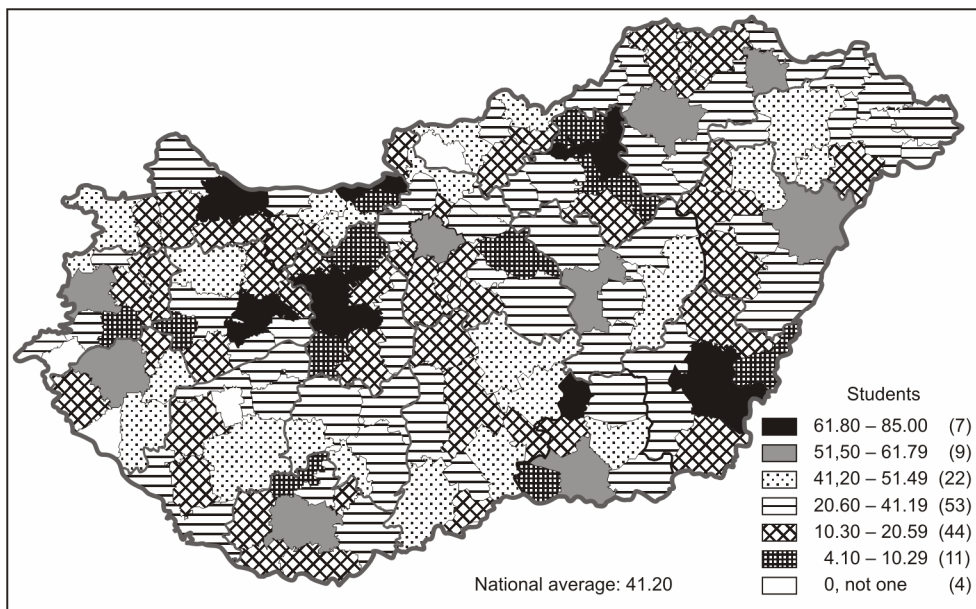 Students
61.80 – 85.00 (7)
51,50 – 61.79 (9)
41,20 – 51.49 (22)
20.60 – 41.19 (53)
10.30 – 20.59 (44)
4.10 – 10.29 (11)
0, not one (4)
National average: 41.20